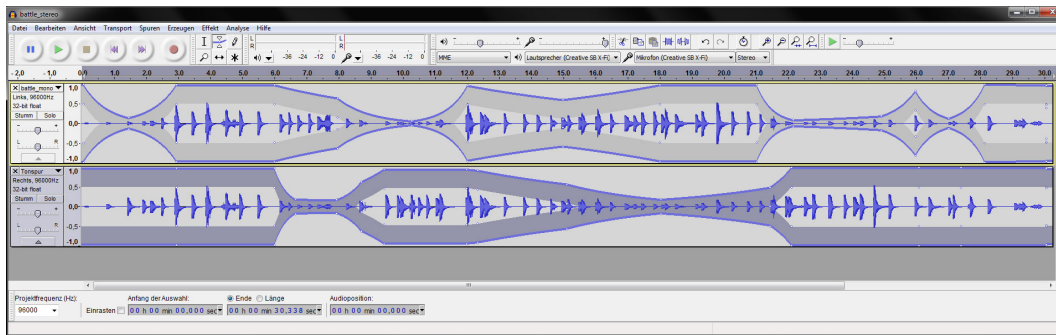 battle_stereo
Datei Bearbeiten Ansicht Transport Spuren Erzeugen Effekt Analyse Hilfe
L R -36 -24 -12 0 -36 -24 -12 0
MME Lautsprecher (Creative SB X-Fi) Mikrofon (Creative SB X-Fi) Stereo
-2,0 -1,0 0,0 1,0 2,0 3,0 4,0 5,0 6,0 7,0 8,0 9,0 10,0 11,0 12,0 13,0 14,0 15,0 16,0 17,0 18,0 19,0 20,0 21,0 22,0 23,0 24,0 25,0 26,0 27,0 28,0 29,0 30,0
X battle_mono 1,0
Links, 96000Hz
32-bit float 0,5
Stumm Solo
0,0
L R -0,5
-1,0
X Tonspur 1,0
Rechts, 96000Hz
32-bit float 0,5
Stumm Solo
0,0
L R -0,5
-1,0
Projektfrequenz (Hz): Anfang der Auswahl: Ende Länge Audioposition:
96000 Einrasten 00 h 00 min 00,000 sec 00 h 00 min 30,338 sec 00 h 00 min 00,000 sec